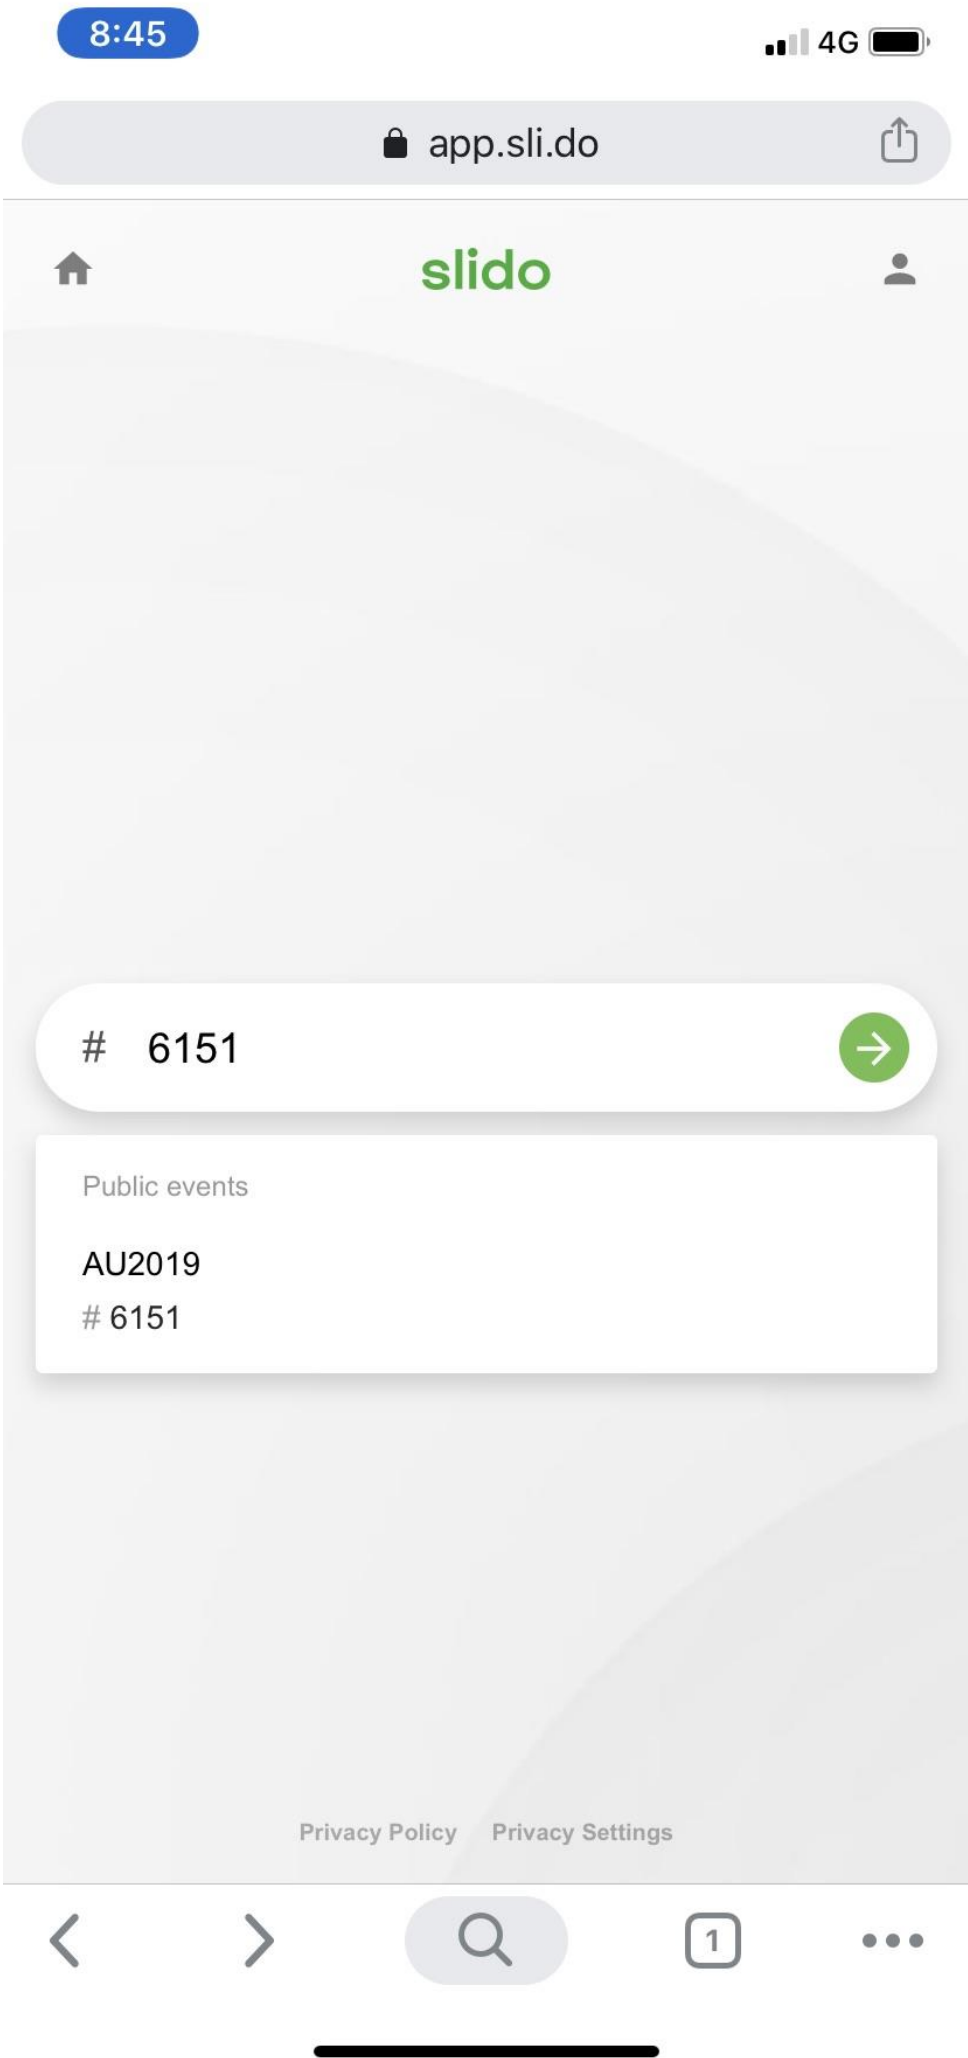 8:45 4G
app.sli.do
slido
# 6151
Public events
AU2019
# 6151
Privacy Policy Privacy Settings
1